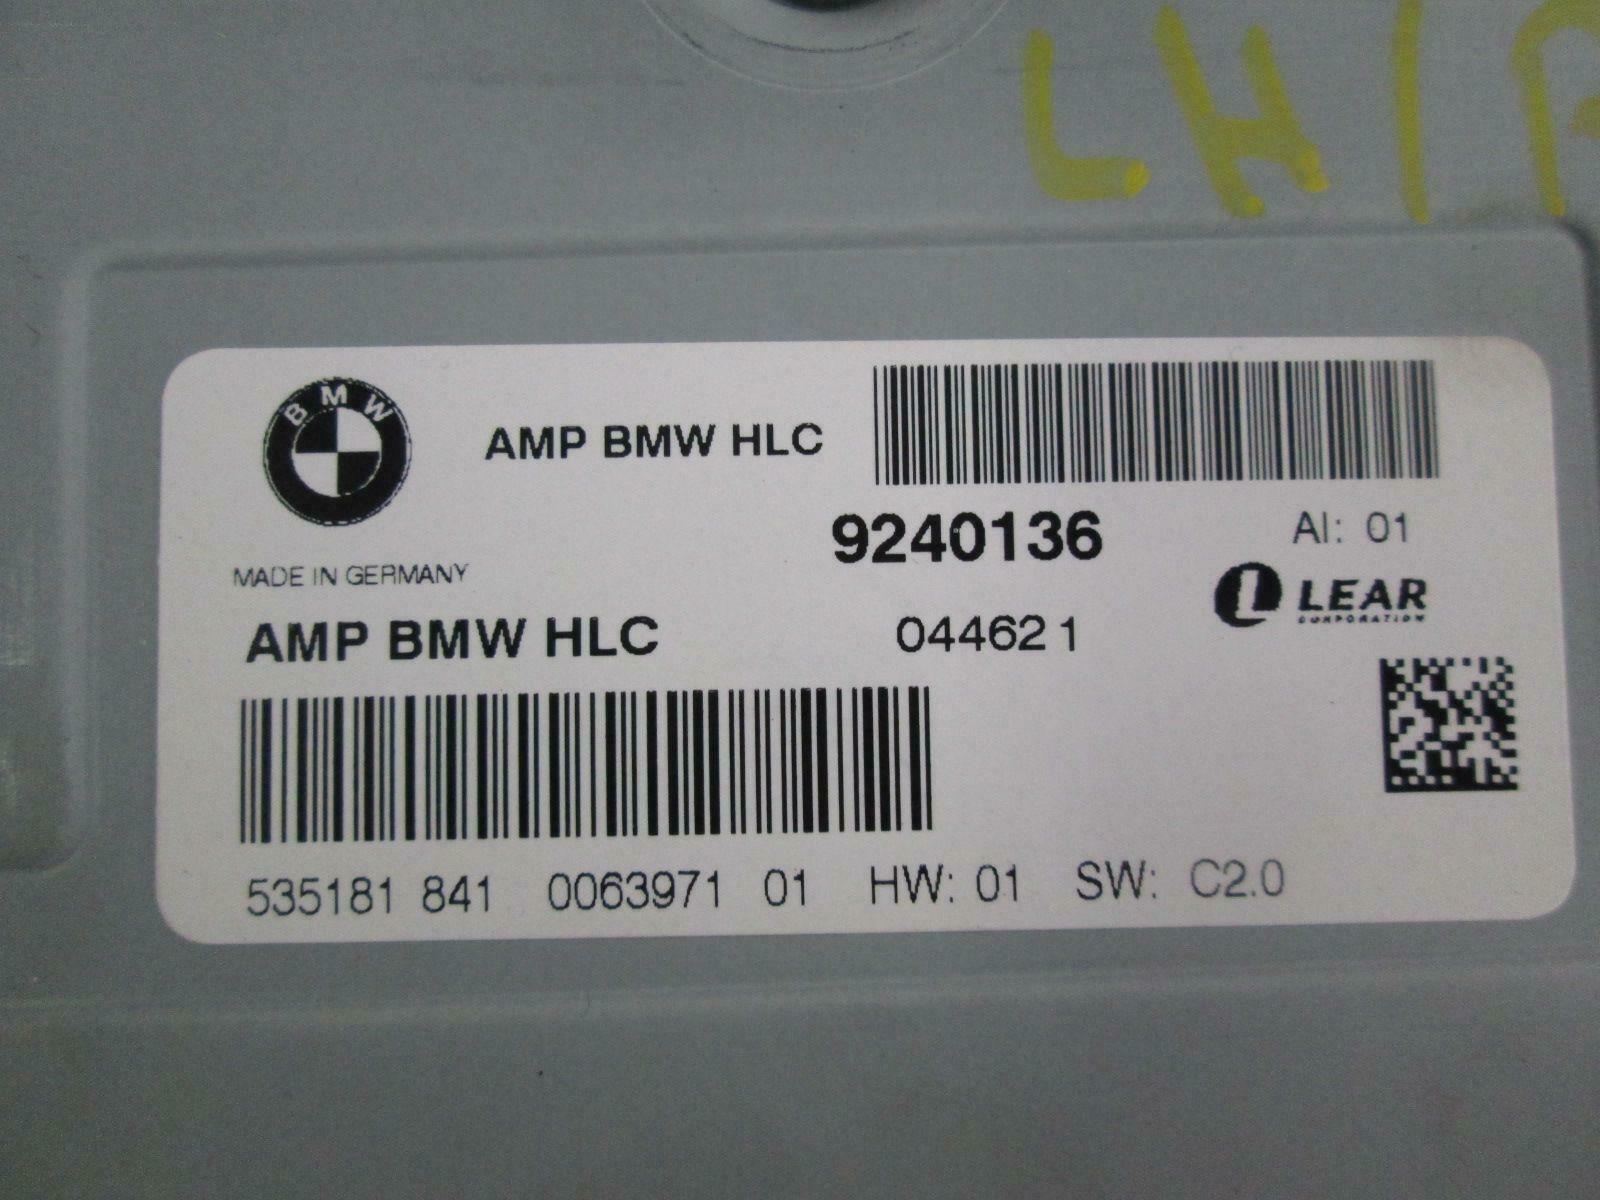 LH/
BMW
AMP BMW HLC
9240136
AI: 01
MADE IN GERMANY
LEAR
CORPORATION
AMP BMW HLC
044621
535181 841 0063971 01 HW: 01 SW: C2.0